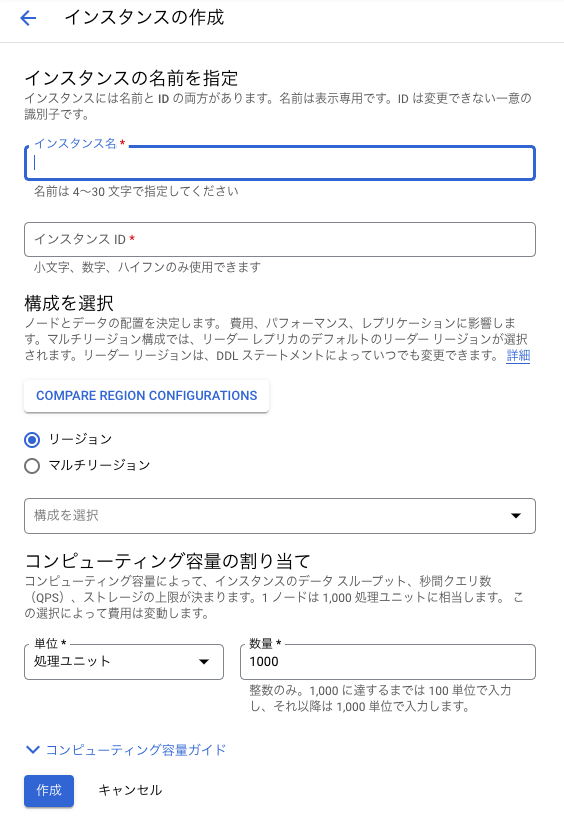 インスタンスの作成
インスタンスの名前を指定
インスタンスには名前と ID の両方があります。名前は表示専用です。ID は変更できない一意の
識別子です。
インスタンス名 *
名前は 4～30 文字で指定してください
インスタンス ID *
小文字、数字、ハイフンのみ使用できます
構成を選択
ノードとデータの配置を決定します。 費用、パフォーマンス、レプリケーションに影響しま
す。マルチリージョン構成では、リーダー レプリカのデフォルトのリーダー リージョンが選択
されます。リーダー リージョンは、DDL ステートメントによっていつでも変更できます。 詳細
COMPARE REGION CONFIGURATIONS
リージョン
マルチリージョン
構成を選択
コンピューティング容量の割り当て
コンピューティング容量によって、インスタンスのデータ スループット、秒間クエリ数
（QPS）、ストレージの上限が決まります。1 ノードは 1,000 処理ユニットに相当します。 こ
の選択によって費用は変動します。
単位 *
処理ユニット
数量 *
1000
整数のみ。1,000 に達するまでは 100 単位で入力
し、それ以降は 1,000 単位で入力します。
コンピューティング容量ガイド
作成
キャンセル